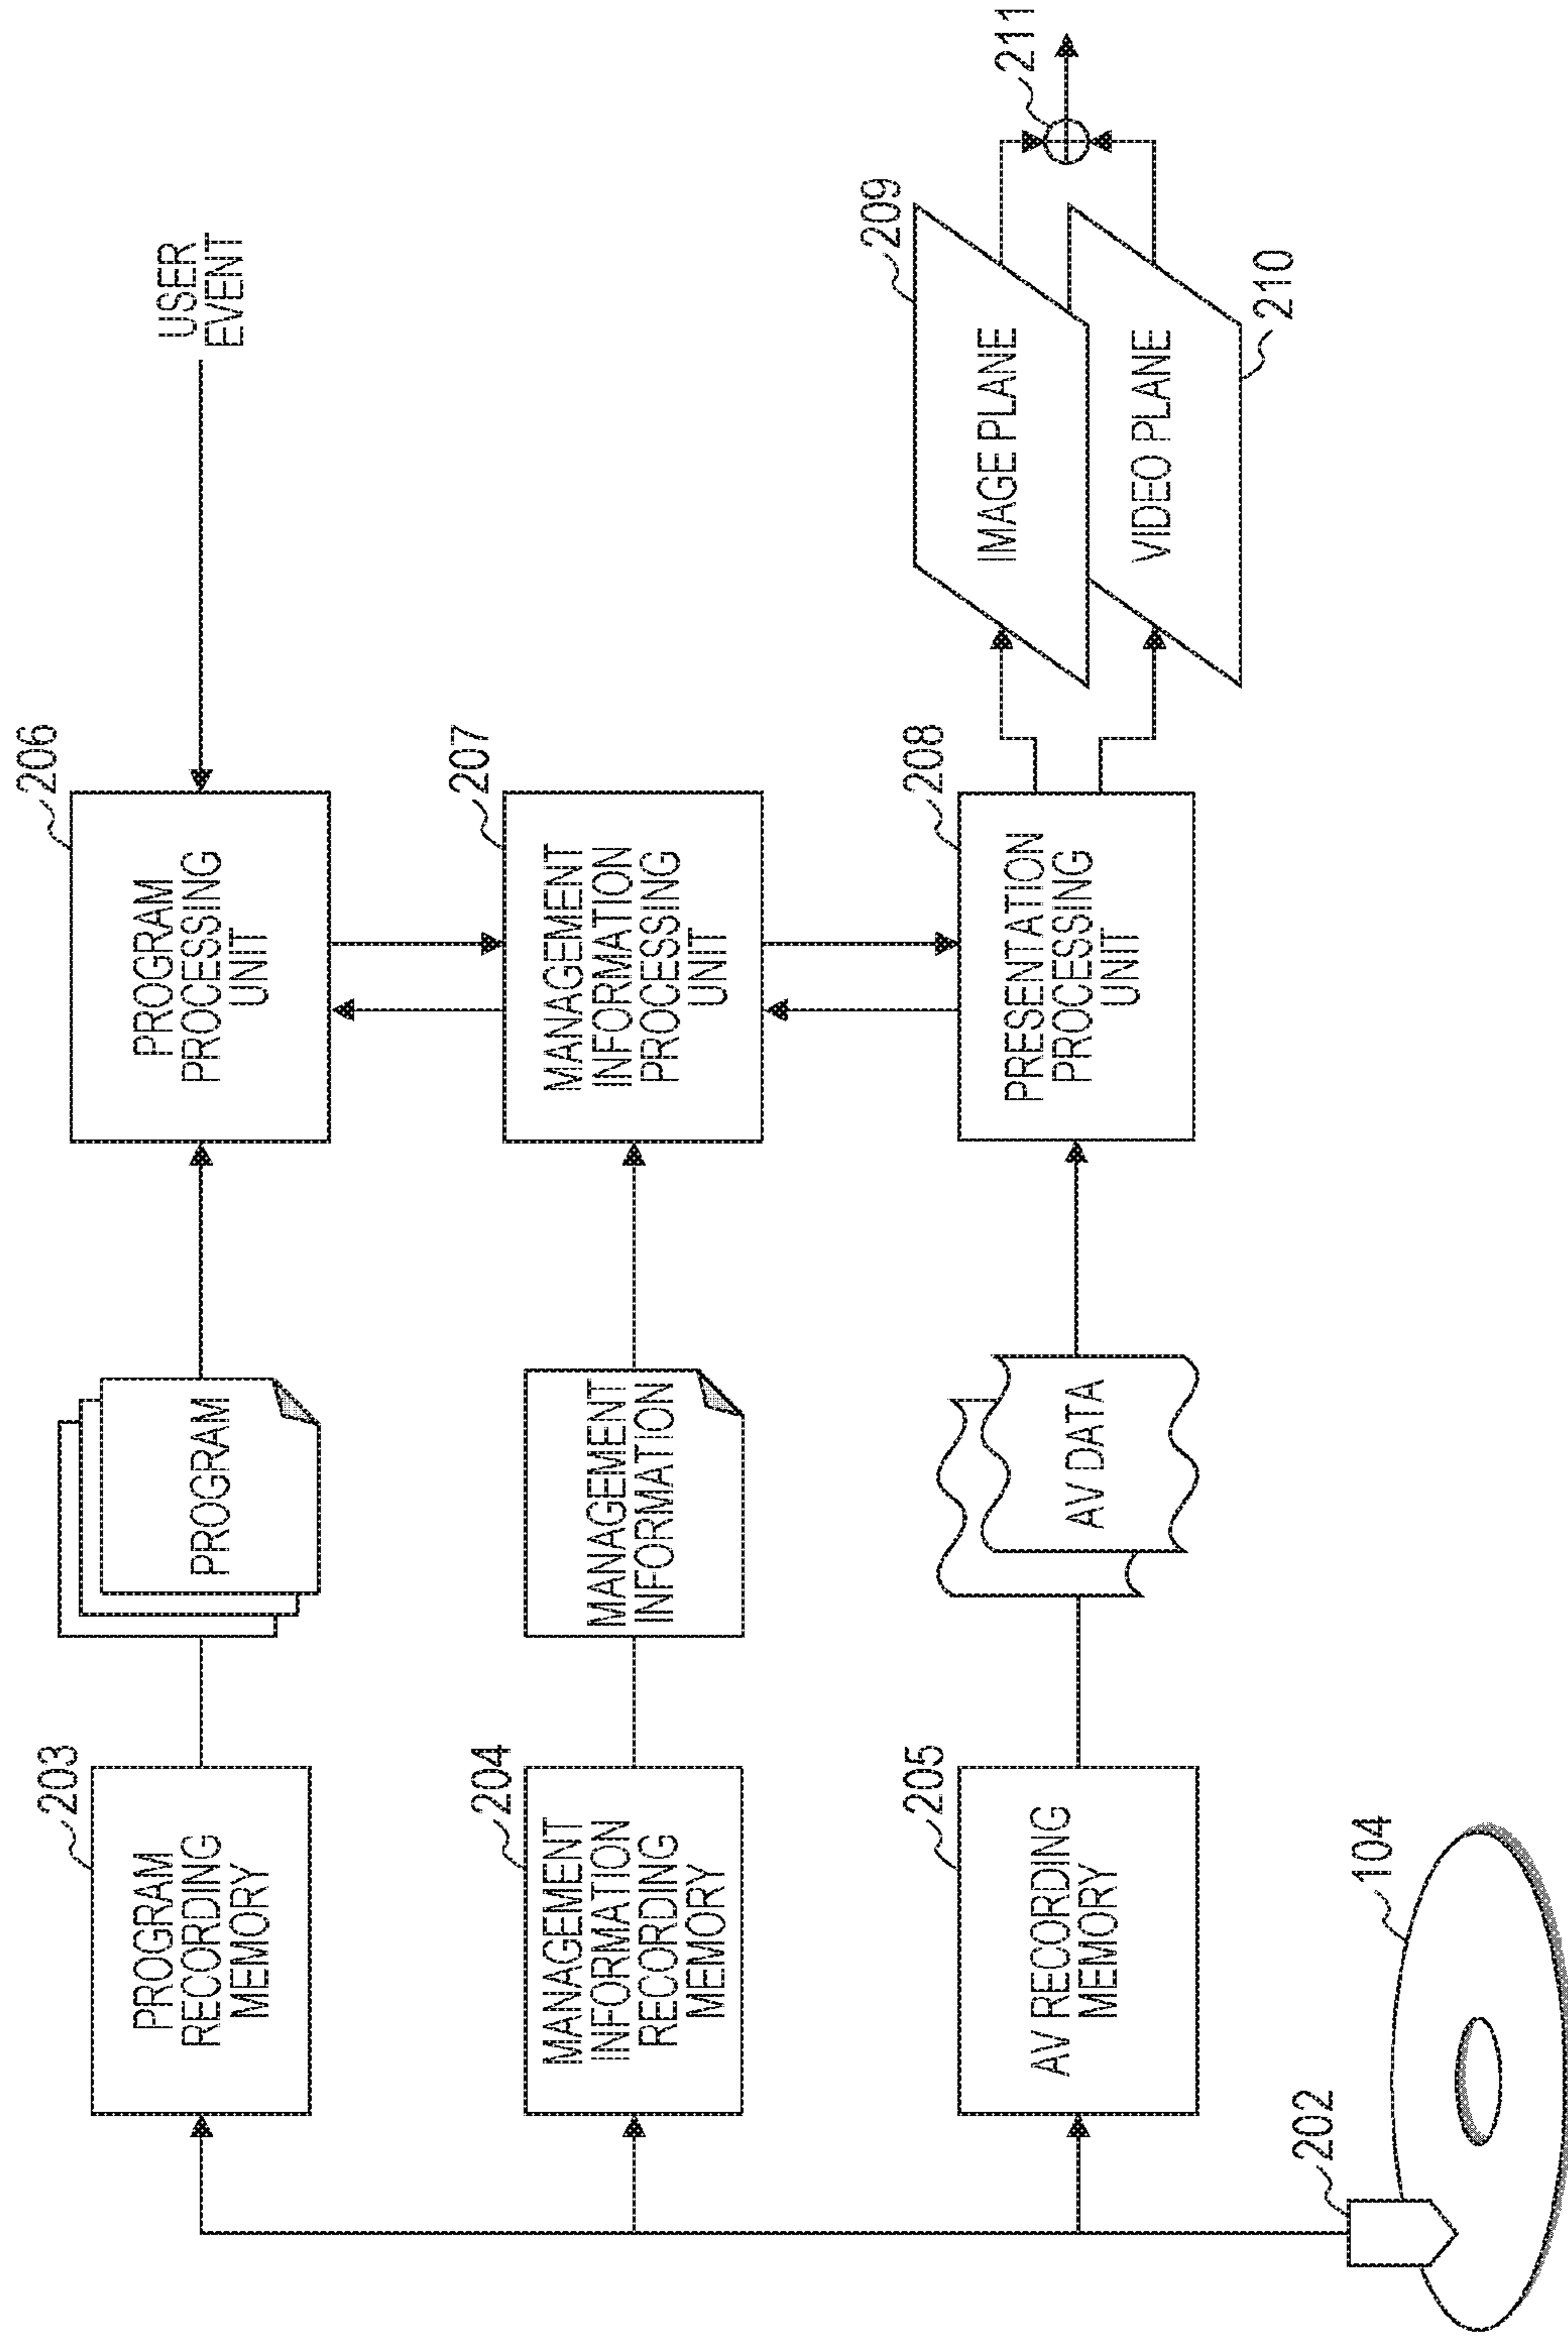 203
PROGRAM
RECORDING
MEMORY
PROGRAM
206
PROGRAM
PROCESSING
UNIT
USER
EVENT
204
MANAGEMENT
INFORMATION
RECORDING
MEMORY
MANAGEMENT
INFORMATION
207
MANAGEMENT
INFORMATION
PROCESSING
UNIT
205
AV RECORDING
MEMORY
AV DATA
208
PRESENTATION
PROCESSING
UNIT
209
IMAGE PLANE
211
VIDEO PLANE
210
202
104